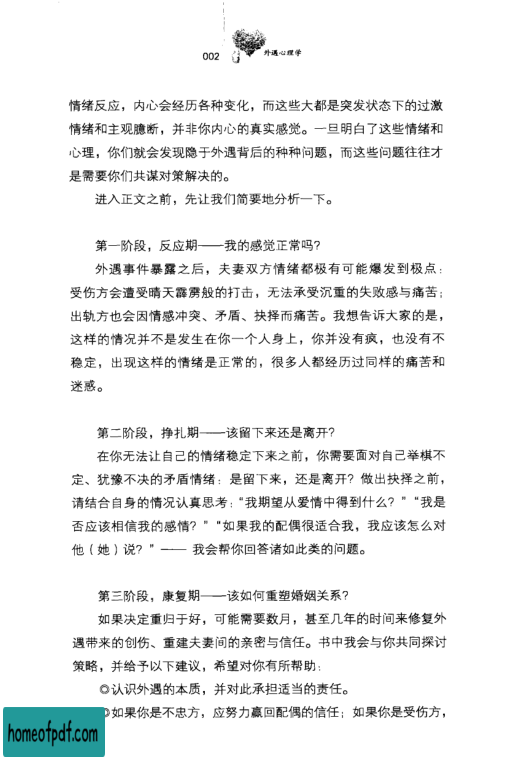 002
外遇心理学
情绪反应，内心会经历各种变化，而这些大都是突发状态下的过激
情绪和主观臆断，并非你内心的真实感觉。一旦明白了这些情绪和
心理，你们就会发现隐于外遇背后的种种问题，而这些问题往往才
是需要你们共谋对策解决的。
进入正文之前，先让我们简要地分析一下。
第一阶段，反应期——我的感觉正常吗？
外遇事件暴露之后，夫妻双方情绪都极有可能爆发到极点：
受伤方会遭受晴天霹雳般的打击，无法承受沉重的失败感与痛苦；
出轨方也会因情感冲突、矛盾、抉择而痛苦。我想告诉大家的是，
这样的情况并不是发生在你一个人身上，你并没有疯，也没有不
稳定，出现这样的情绪是正常的，很多人都经历过同样的痛苦和
迷惑。
第二阶段，挣扎期——该留下来还是离开？
在你无法让自己的情绪稳定下来之前，你需要面对自己举棋不
定、犹豫不决的矛盾情绪：是留下来，还是离开？做出抉择之前，
请结合自身的情况认真思考：“我期望从爱情中得到什么？”“我是
否应该相信我的感情？”“如果我的配偶很适合我，我应该怎么对
他（她）说？”—— 我会帮你回答诸如此类的问题。
第三阶段，康复期——该如何重塑婚姻关系？
如果决定重归于好，可能需要数月，甚至几年的时间来修复外
遇带来的创伤、重建夫妻间的亲密与信任。书中我会与你共同探讨
策略，并给予以下建议，希望对你有所帮助：
◎认识外遇的本质，并对此承担适当的责任。
◎如果你是不忠方，应努力赢回配偶的信任；如果你是受伤方，
homeofpdf.com